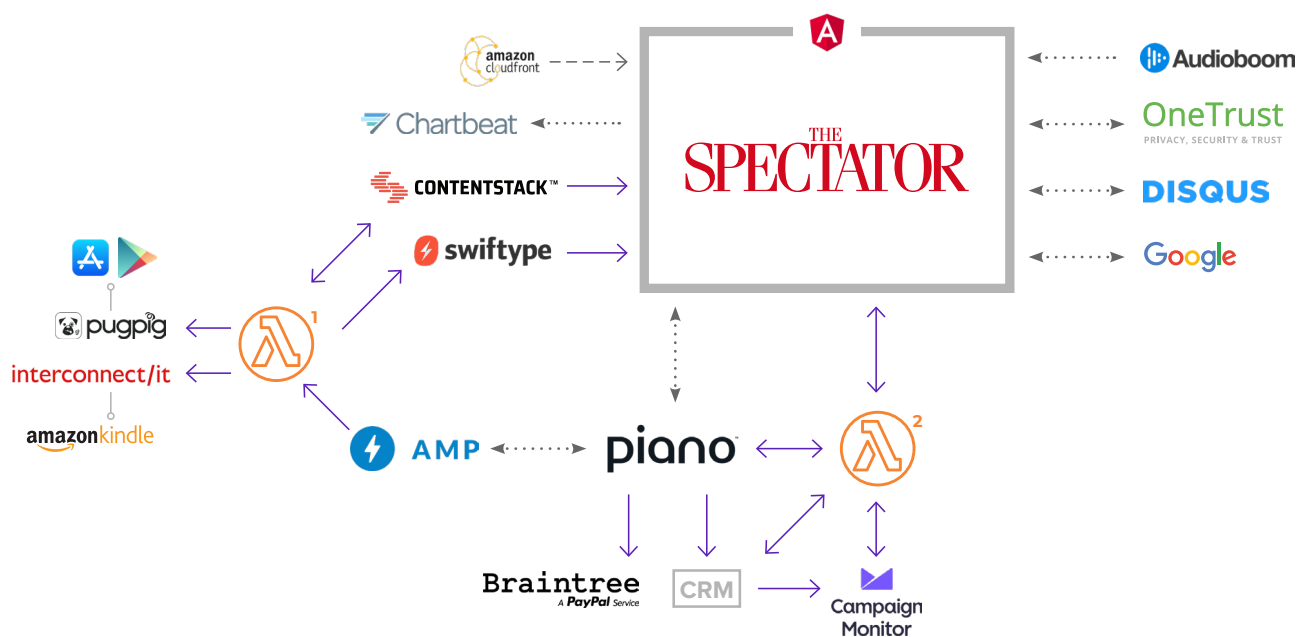 A
amazon
cloudfront
Audioboom
Chartbeat
OneTrust
PRIVACY, SECURITY & TRUST
THE
SPECTATOR
CONTENTSTACK™
DISQUS
swiftype
Google
pugpig
1
interconnect/it
amazonkindle
AMP
piano™
2
Braintree
A PayPal Service
CRM
Campaign
Monitor